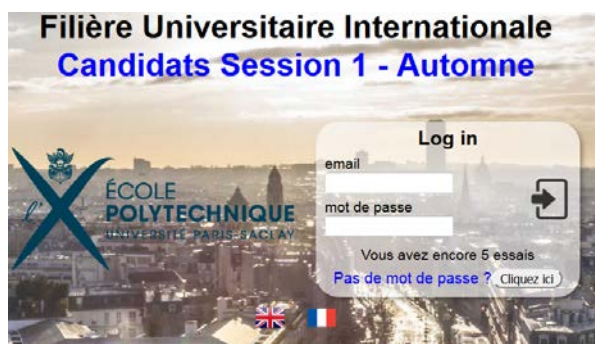 Filière Universitaire Internationale
Candidats Session 1 - Automne
Log in
email
mot de passe
Vous avez encore 5 essais
Pas de mot de passe ? Cliquez ici
l'X
ÉCOLE
POLYTECHNIQUE
UNIVERSITÉ PARIS-SACLAY